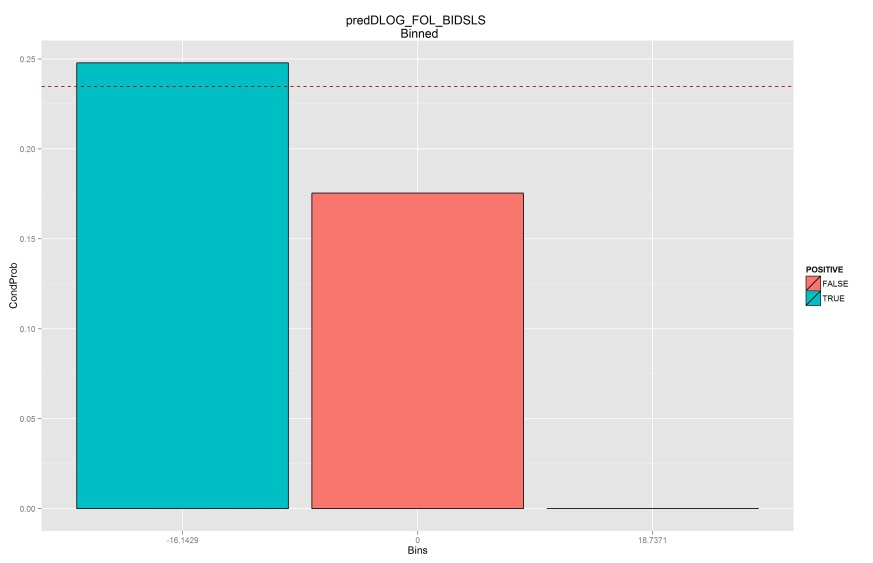 predDLOG_FOL_BIDSLS
Binned
0.25
0.20
0.15
0.10
0.05
0.00
CondProb
-16.1429
0
18.7371
Bins
POSITIVE
FALSE
TRUE